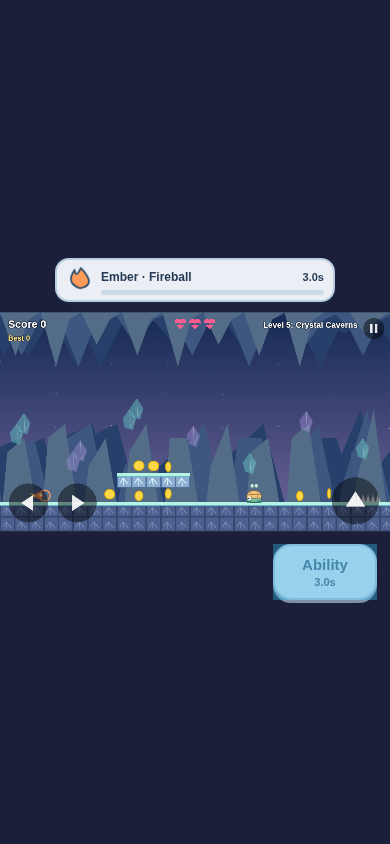 Ember · Fireball 3.0s
Score 0
Best 0
Level 5: Crystal Caverns
Ability
3.0s